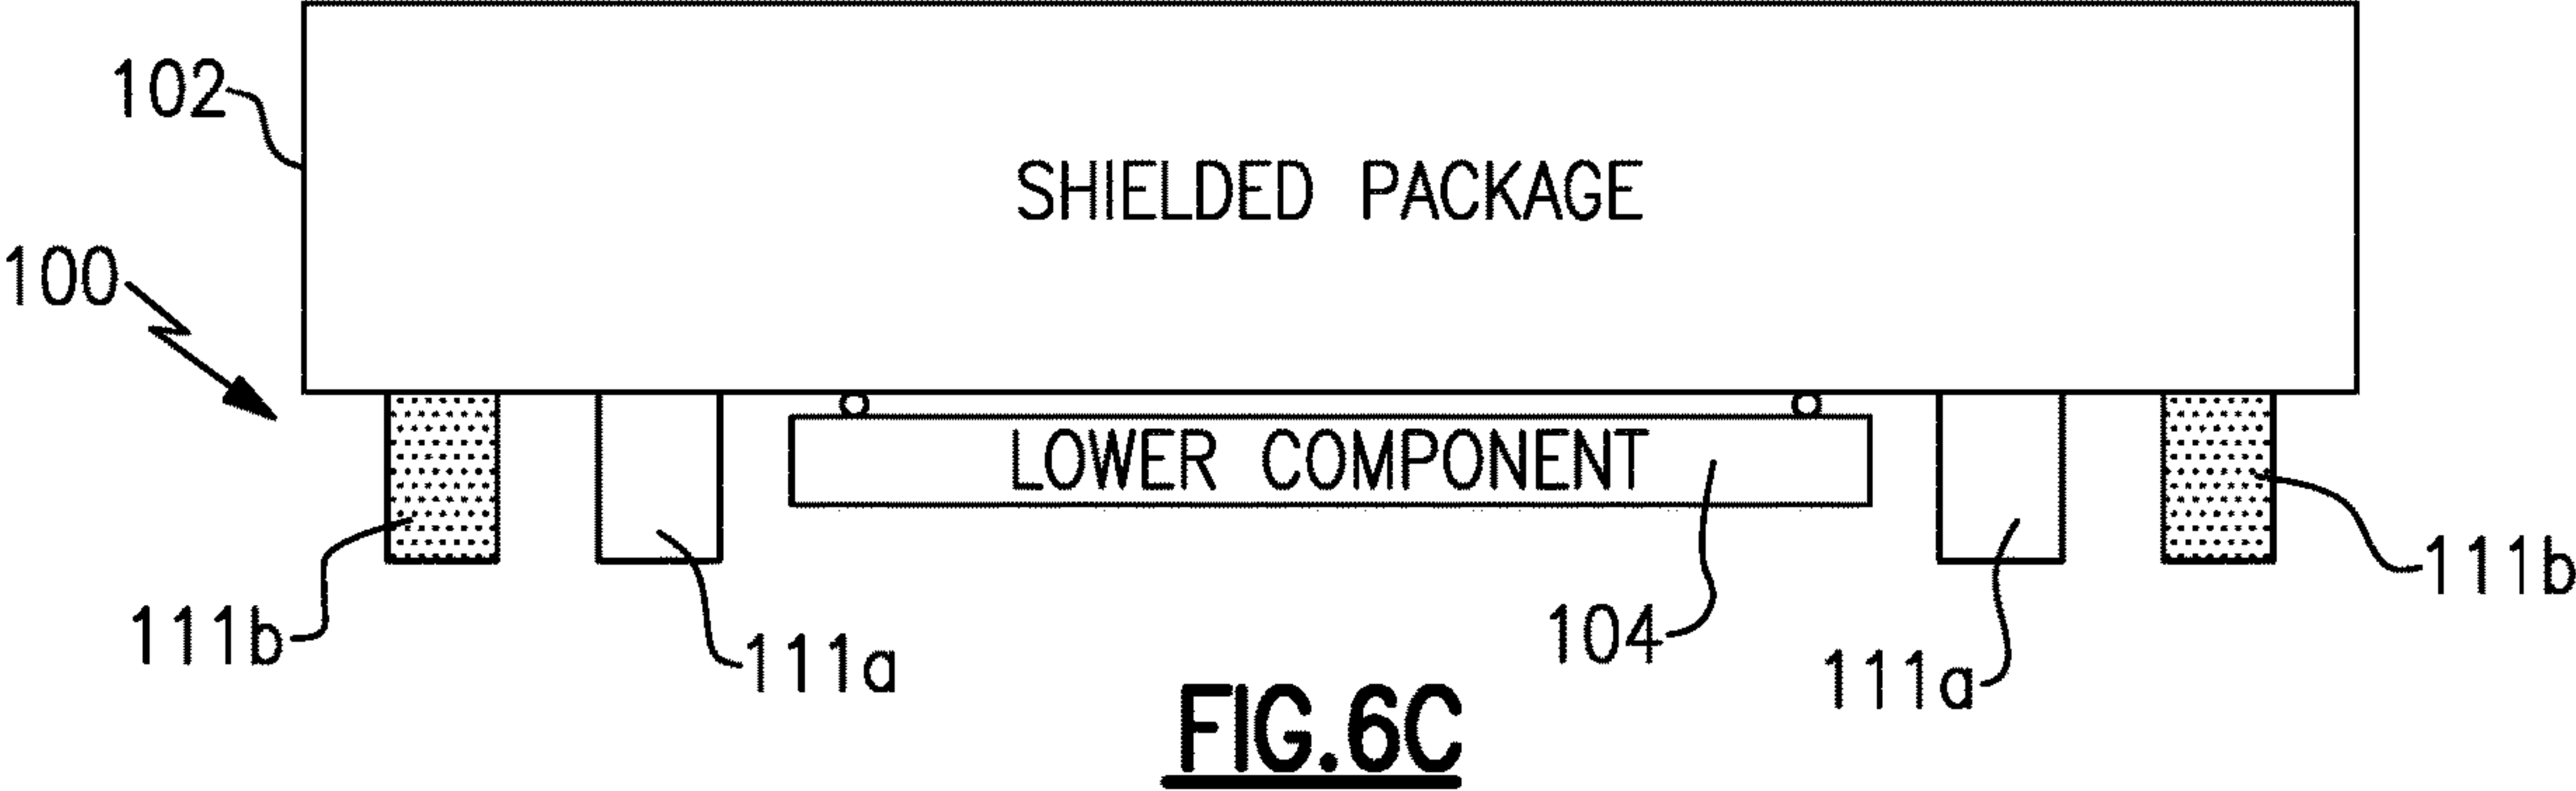 102
SHIELDED PACKAGE
100
LOWER COMPONENT
111b
111b
111a
104
111a
FIG.6C